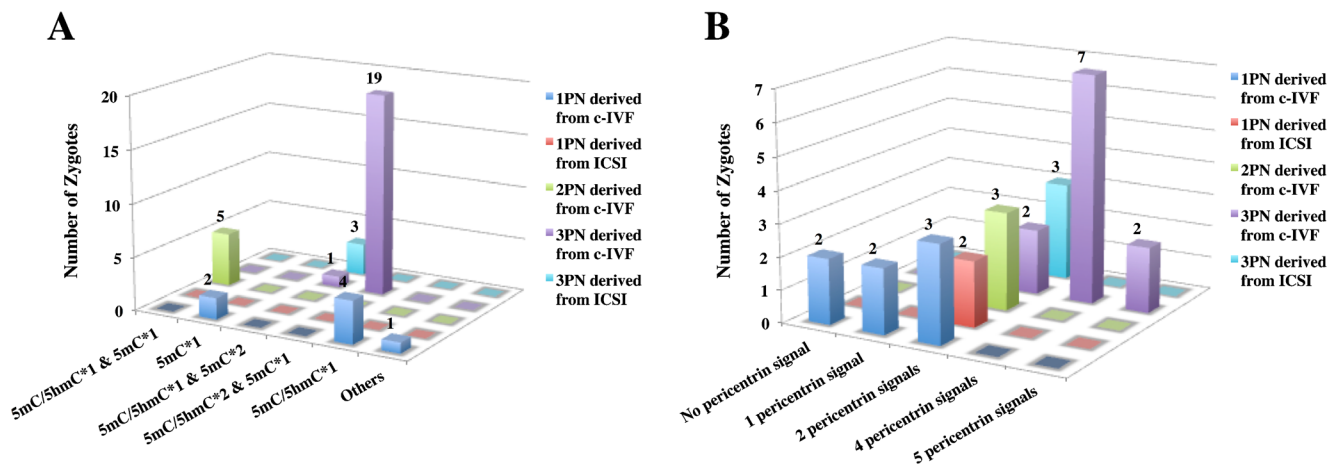 A
Number of Zygotes
20
15
10
5
0
5
2
1
3
19
4
1
5mC/5hmC*1 & 5mC*1
5mC*1
5mC/5hmC*1 & 5mC*2
5mC/5hmC*2 & 5mC*1
5mC/5hmC*1
Others
1PN derived
from c-IVF
1PN derived
from ICSI
2PN derived
from c-IVF
3PN derived
from c-IVF
3PN derived
from ICSI
B
Number of Zygotes
7
6
5
4
3
2
1
0
2
2
3
2
3
2
3
7
2
No pericentrin signal
1 pericentrin signal
2 pericentrin signals
4 pericentrin signals
5 pericentrin signals
1PN derived
from c-IVF
1PN derived
from ICSI
2PN derived
from c-IVF
3PN derived
from c-IVF
3PN derived
from ICSI